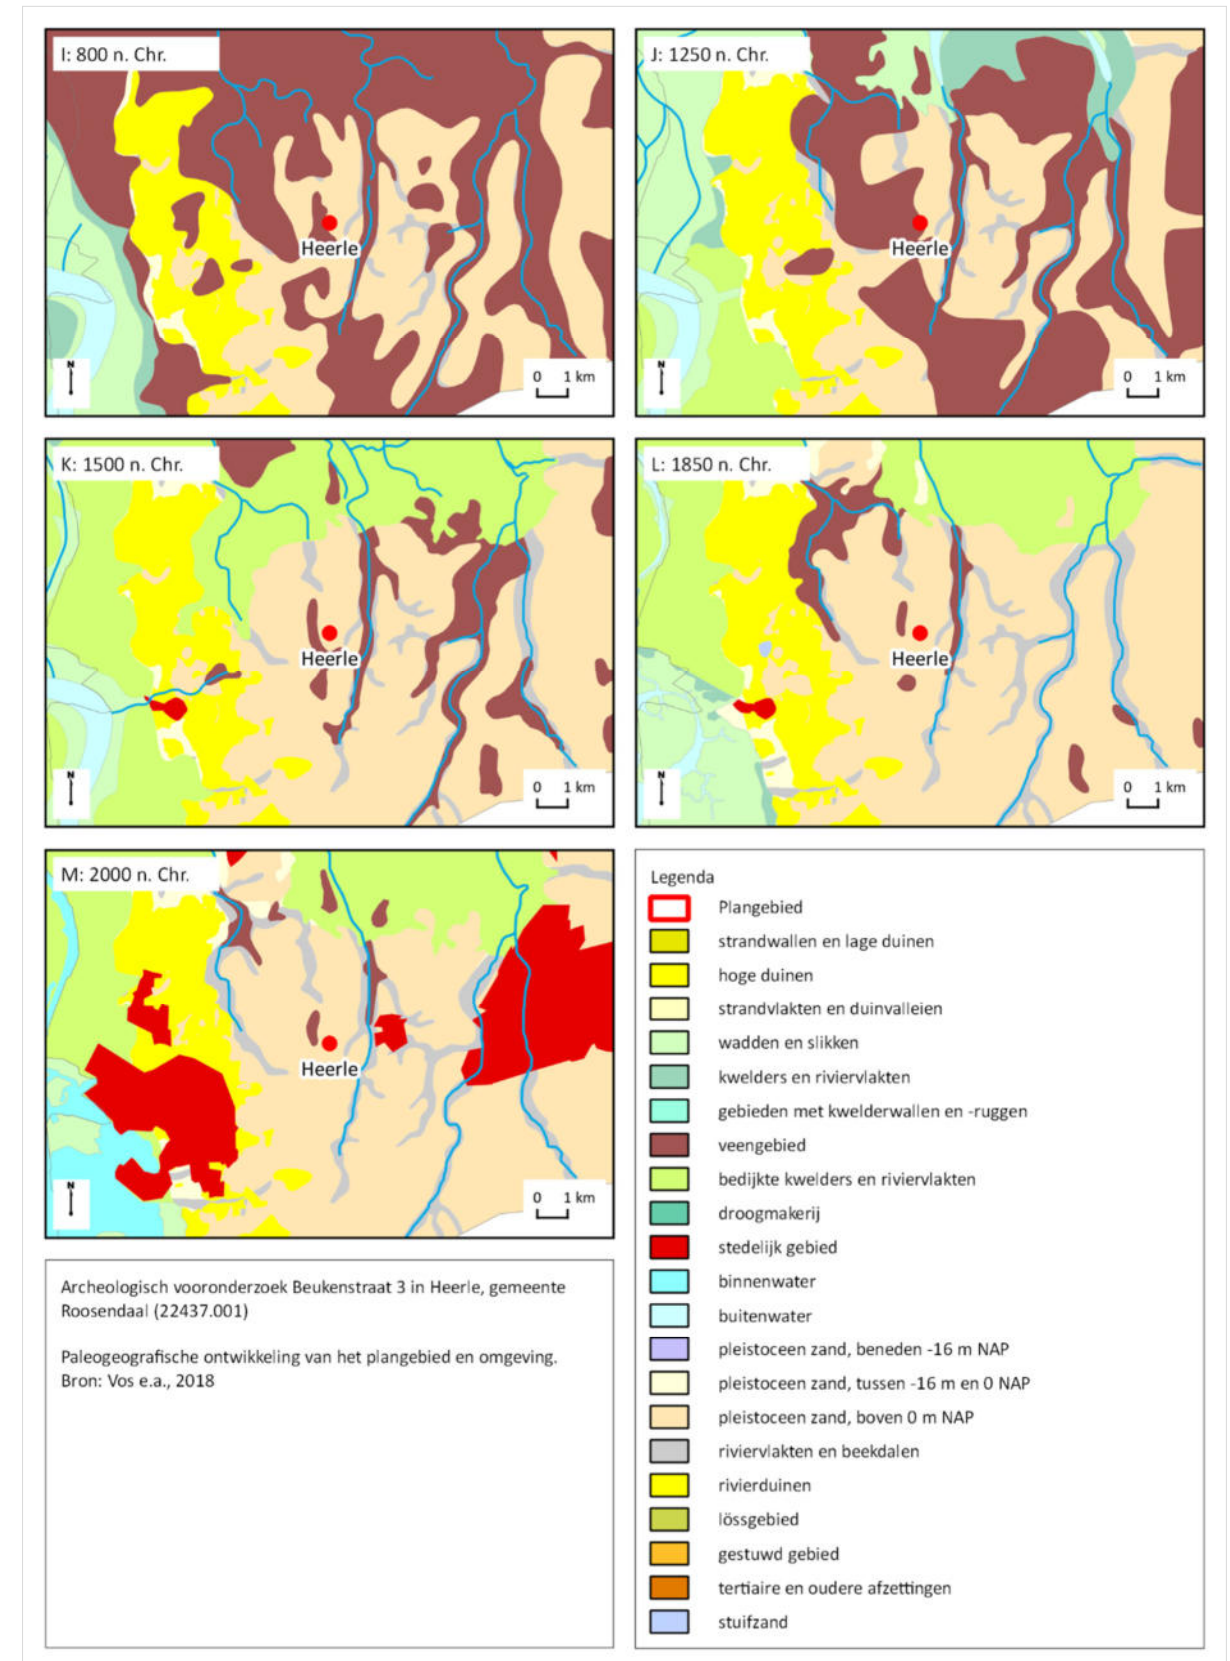 I: 800 n. Chr.
Heerle
N
0 1 km
J: 1250 n. Chr.
Heerle
N
0 1 km
K: 1500 n. Chr.
Heerle
N
0 1 km
L: 1850 n. Chr.
Heerle
N
0 1 km
M: 2000 n. Chr.
Heerle
N
0 1 km
Legenda
Plangebied
strandwallen en lage duinen
hoge duinen
strandvlakten en duinvalleien
wadden en slikken
kwelders en riviervlakten
gebieden met kwelderwallen en -ruggen
veengebied
bedijkte kwelders en riviervlakten
droogmakerij
stedelijk gebied
binnenwater
buitenwater
pleistoceen zand, beneden -16 m NAP
pleistoceen zand, tussen -16 m en 0 NAP
pleistoceen zand, boven 0 m NAP
riviervlakten en beekdalen
rivierduinen
lössgebied
gestuwd gebied
tertiaire en oudere afzettingen
stuifzand
Archeologisch vooronderzoek Beukenstraat 3 in Heerle, gemeente
Roosendaal (22437.001)
Paleogeografische ontwikkeling van het plangebied en omgeving.
Bron: Vos e.a., 2018